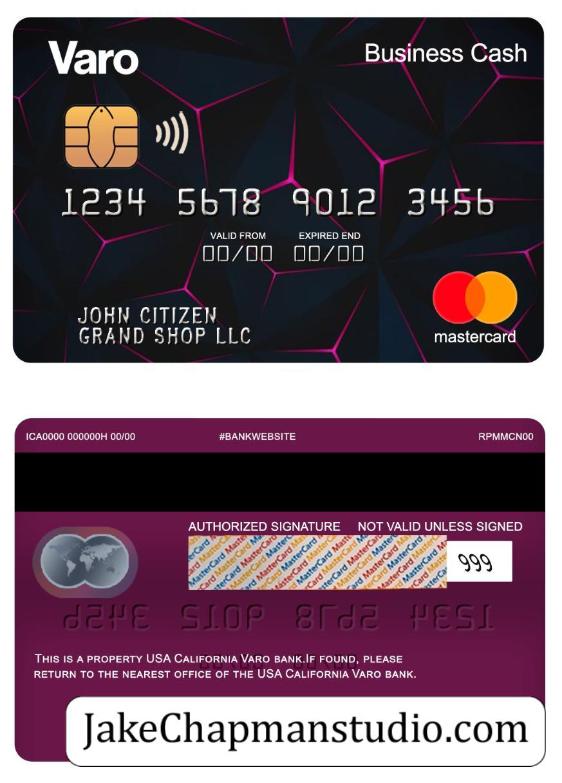 Varo
Business Cash
1234 5678 9012 3456
VALID FROM EXPIRED END
00/00 00/00
JOHN CITIZEN
GRAND SHOP LLC
mastercard
ICA0000 000000H 00/00 #BANKWEBSITE RPMMCN00
AUTHORIZED SIGNATURE NOT VALID UNLESS SIGNED
MasterCard
999
THIS IS A PROPERTY USA CALIFORNIA VARO BANK.IF FOUND, PLEASE
RETURN TO THE NEAREST OFFICE OF THE USA CALIFORNIA VARO BANK.
JakeChapmanstudio.com